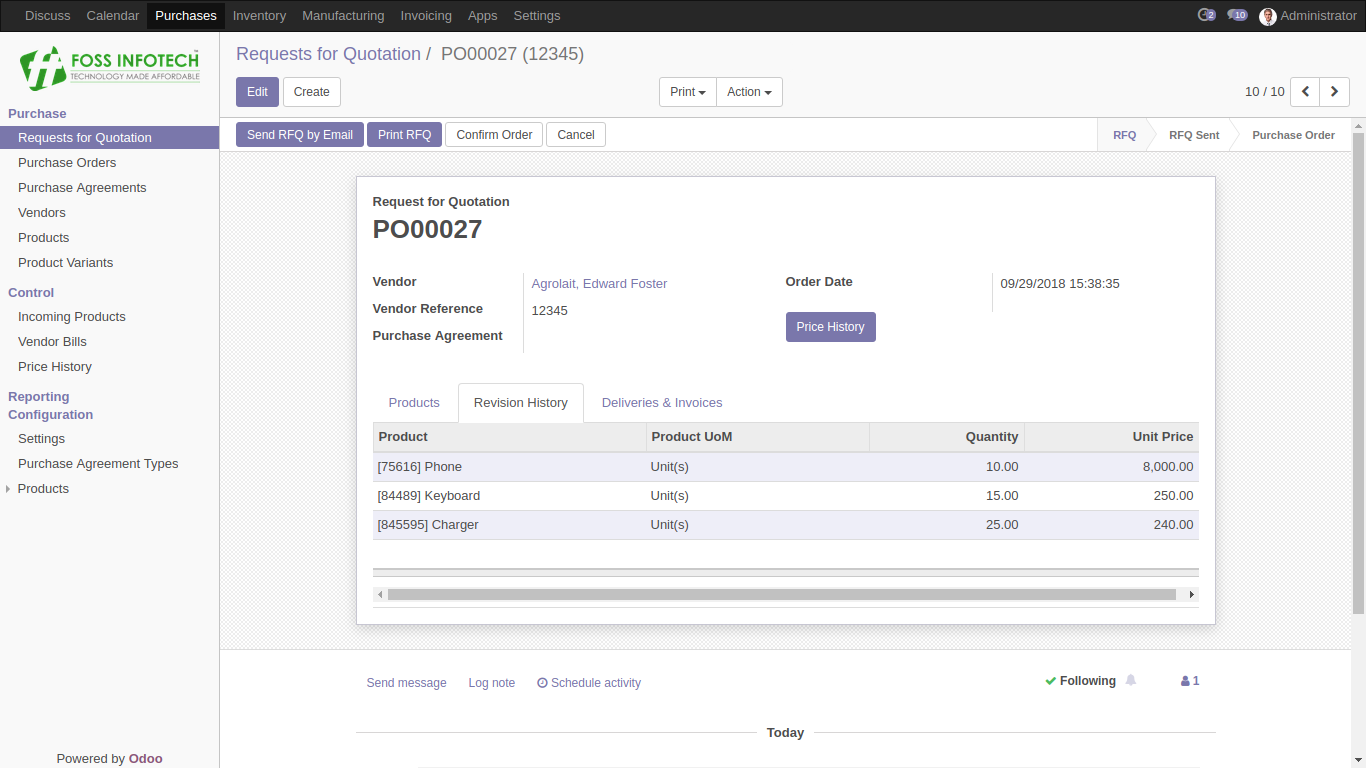 Discuss Calendar Purchases Inventory Manufacturing Invoicing Apps Settings 2 10 Administrator
FOSS INFOTECH
TECHNOLOGY MADE AFFORDABLE
Purchase
Requests for Quotation
Purchase Orders
Purchase Agreements
Vendors
Products
Product Variants
Control
Incoming Products
Vendor Bills
Price History
Reporting
Configuration
Settings
Purchase Agreement Types
Products
Powered by Odoo
Requests for Quotation / PO00027 (12345)
Edit Create Print Action 10 / 10
Send RFQ by Email Print RFQ Confirm Order Cancel RFQ RFQ Sent Purchase Order
Request for Quotation
PO00027
Vendor Agrolait, Edward Foster Order Date 09/29/2018 15:38:35
Vendor Reference 12345
Price History
Purchase Agreement
Products Revision History Deliveries & Invoices
Product Product UoM Quantity Unit Price
[75616] Phone Unit(s) 10.00 8,000.00
[84489] Keyboard Unit(s) 15.00 250.00
[845595] Charger Unit(s) 25.00 240.00
Send message Log note Schedule activity Following 1
Today